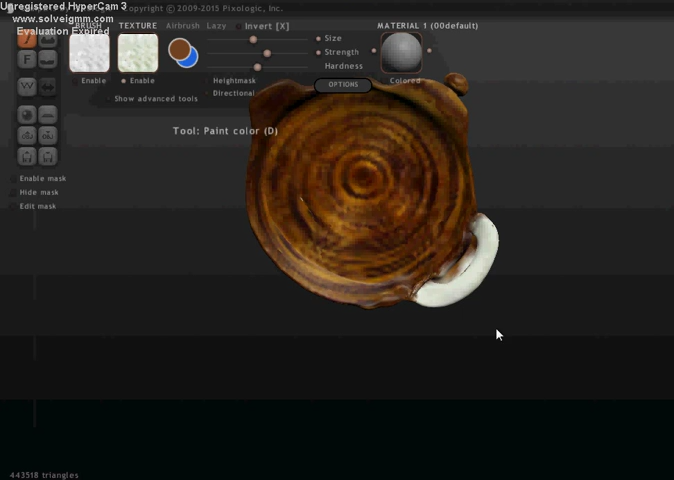 Unregistered HyperCam 3
Copyright © 2009-2015 Pixologic, Inc.
www.solveigmm.com
Evaluation Expired
BRUSH TEXTURE Airbrush Lazy Invert [X] MATERIAL 1 (00default)
Size
Strength
Hardness
Enable Enable Heightmask Colored
OPTIONS
Directional
Show advanced tools
Tool: Paint color (D)
F
Enable mask
Hide mask
Edit mask
443518 triangles